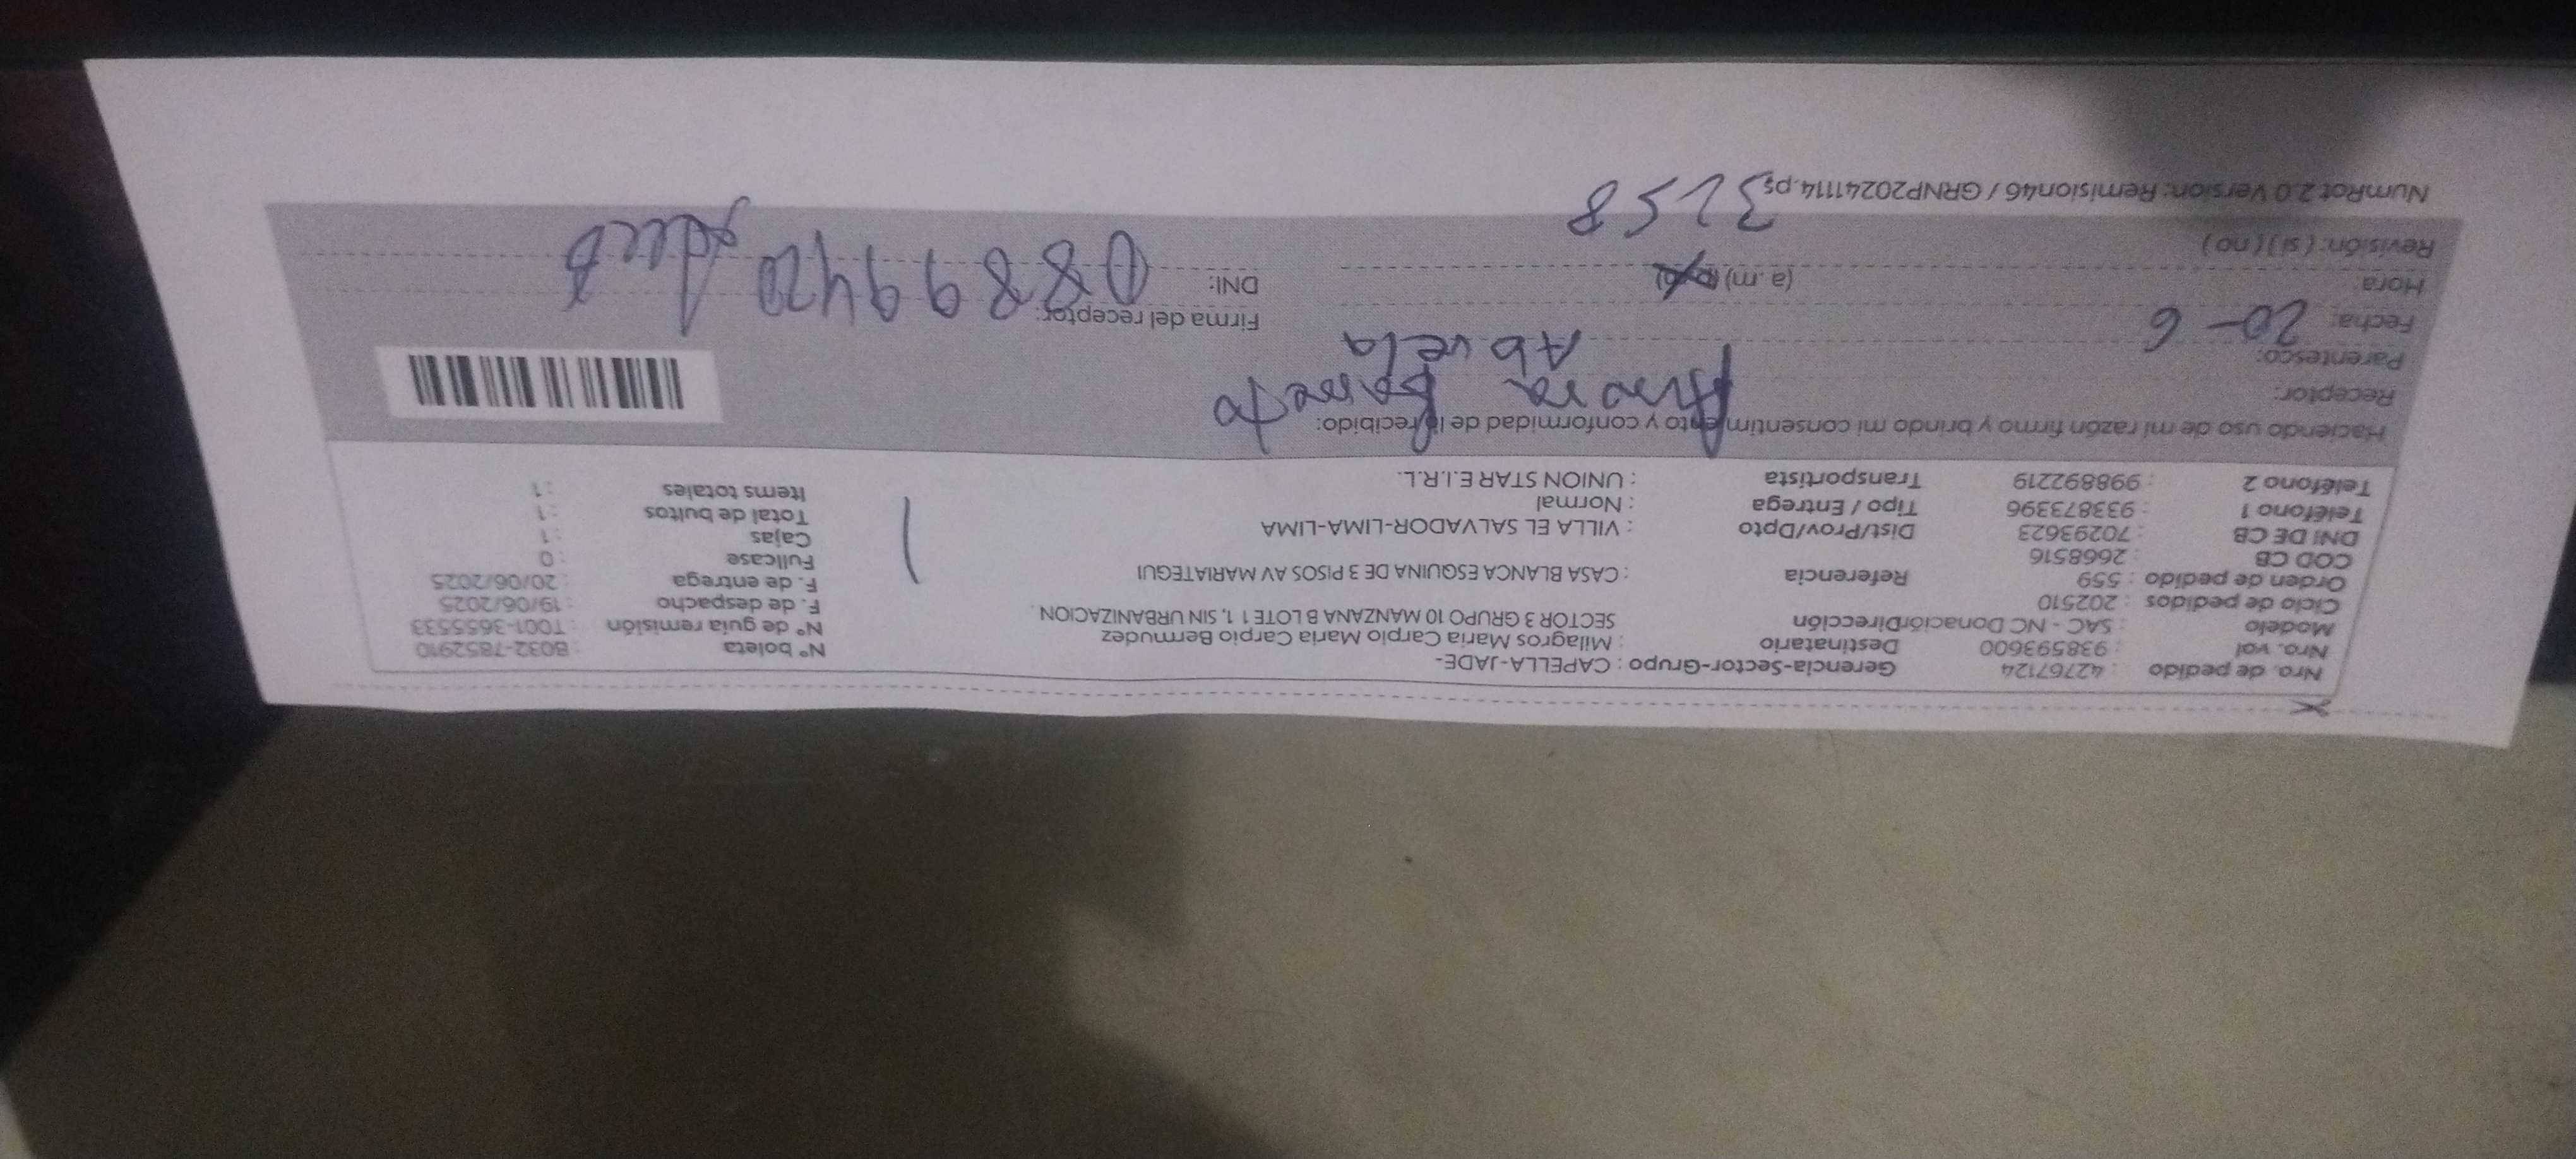 Nro. de pedido : 42767124 Gerencia-Sector-Grupo : CAPELLA-JADE- N° boleta : B032-7852910
Nro. vol : 938593600 Destinatario : Milagros Maria Carpio Maria Carpio Bermudez N° de guia remisión : T001-3655533
Modelo : SAC - NC Donación Dirección SECTOR 3 GRUPO 10 MANZANA B LOTE 1 1, SIN URBANIZACION. F. de despacho : 19/06/2025
Ciclo de pedidos : 202510 F. de entrega : 20/06/2025
Orden de pedido : 559 Referencia : CASA BLANCA ESQUINA DE 3 PISOS AV MARIATEGUI Fullcase : 0
COD CB : 2668516 Cajas : 1
DNI DE CB : 70293623 Dist/Prov/Dpto : VILLA EL SALVADOR-LIMA-LIMA Total de bultos : 1
Teléfono 1 : 933873396 Tipo / Entrega : Normal Items totales : 1
Teléfono 2 : 998892219 Transportista : UNION STAR E.I.R.L.
Haciendo uso de mi razón firmo y brindo mi consentimiento y conformidad de lo recibido:
Receptor:
Parentesco: Abuela
Fecha: 20-6 Firma del receptor:
Hora: (a.m) DNI: 08899420
Revisión: (si) (no)
3258
NumRot 2.0 Version: Remision46 / GRNP20241114.ps